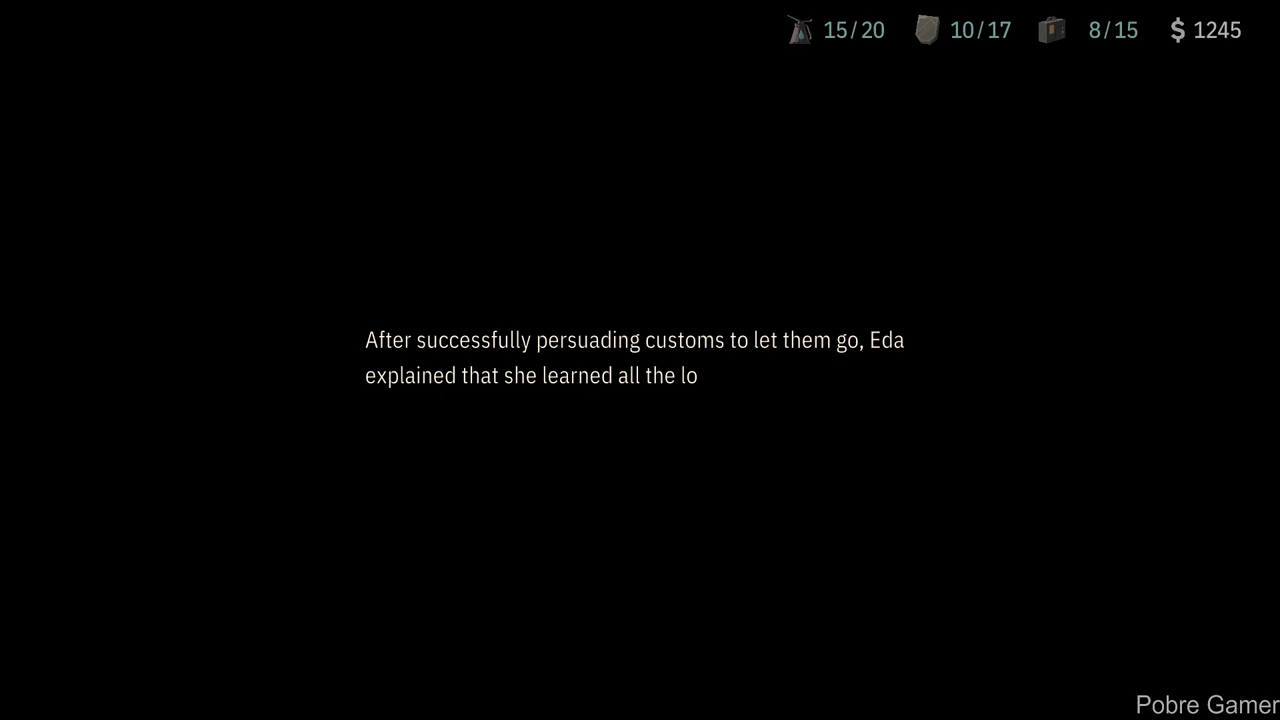 15/20 10/17 8/15 $ 1245
After successfully persuading customs to let them go, Eda
explained that she learned all the lo
Pobre Gamer